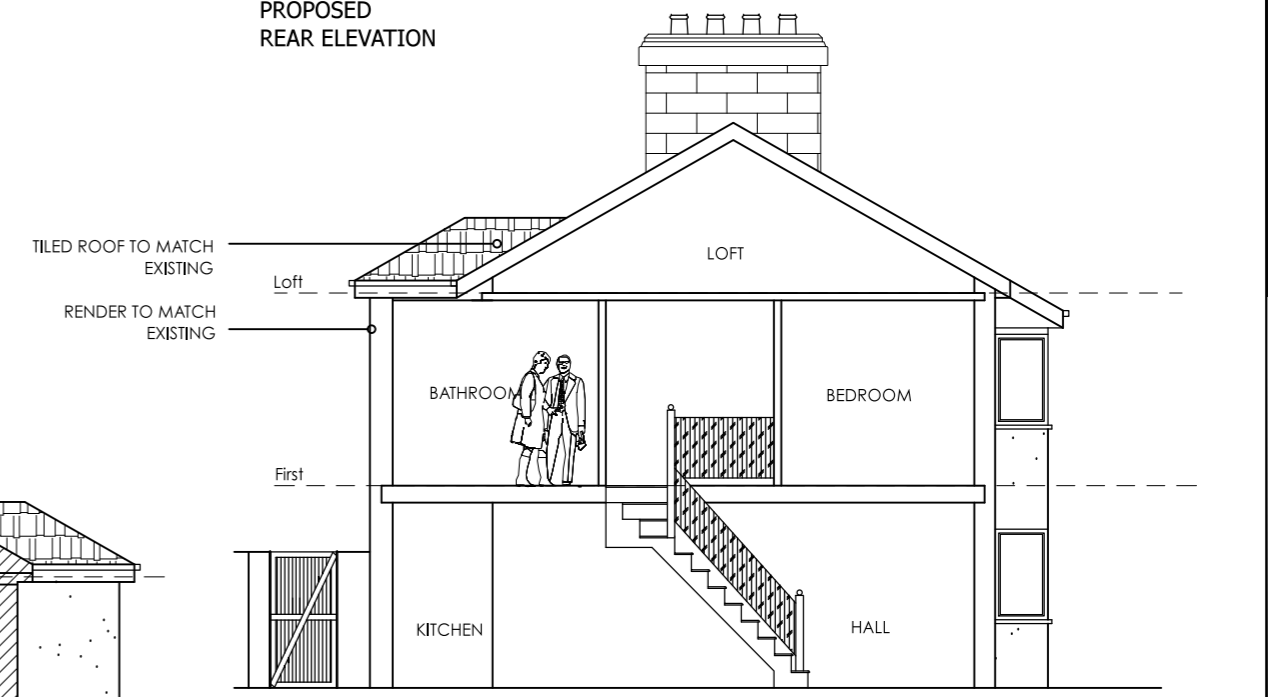 PROPOSED
REAR ELEVATION
LOFT
TILED ROOF TO MATCH
EXISTING
Loft
RENDER TO MATCH
EXISTING
BATHROOM
BEDROOM
First
KITCHEN
HALL